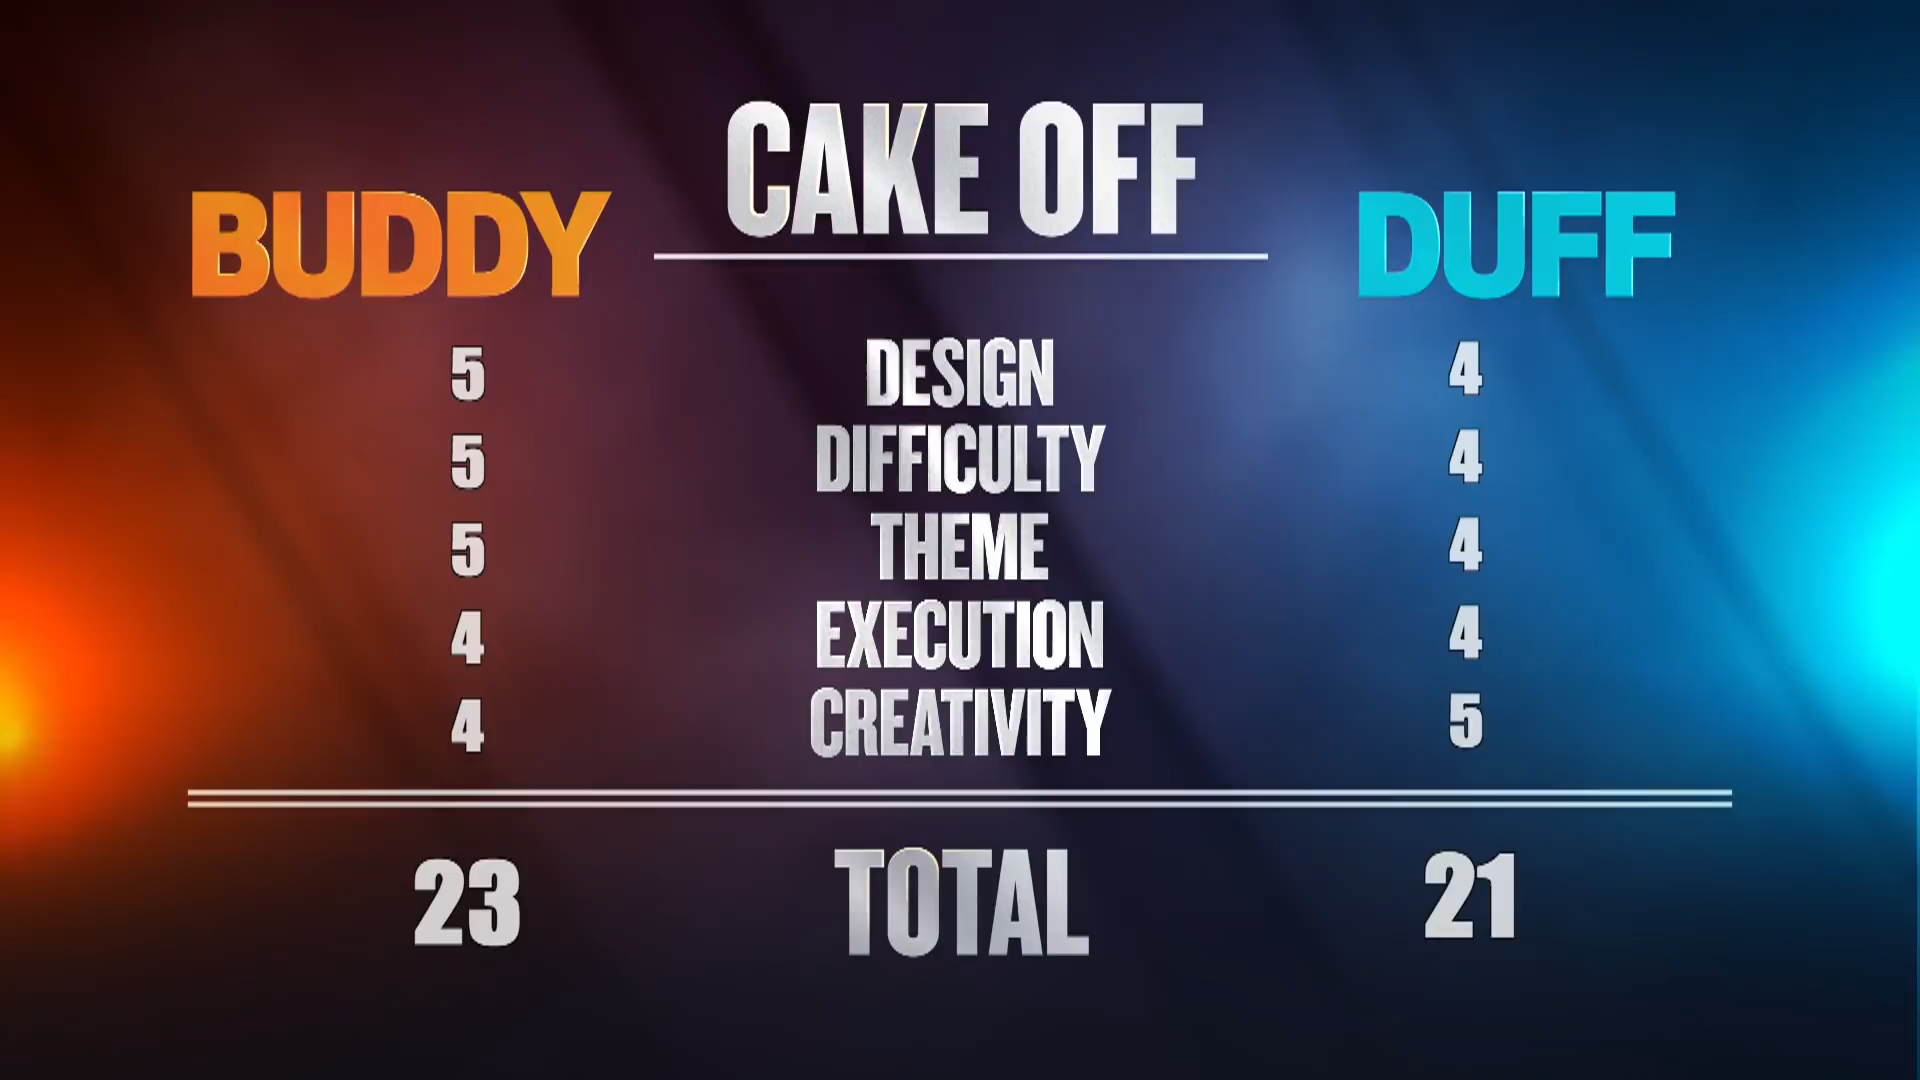 CAKE OFF
BUDDY DUFF
5 DESIGN 4
5 DIFFICULTY 4
5 THEME 4
4 EXECUTION 4
4 CREATIVITY 5
23 TOTAL 21